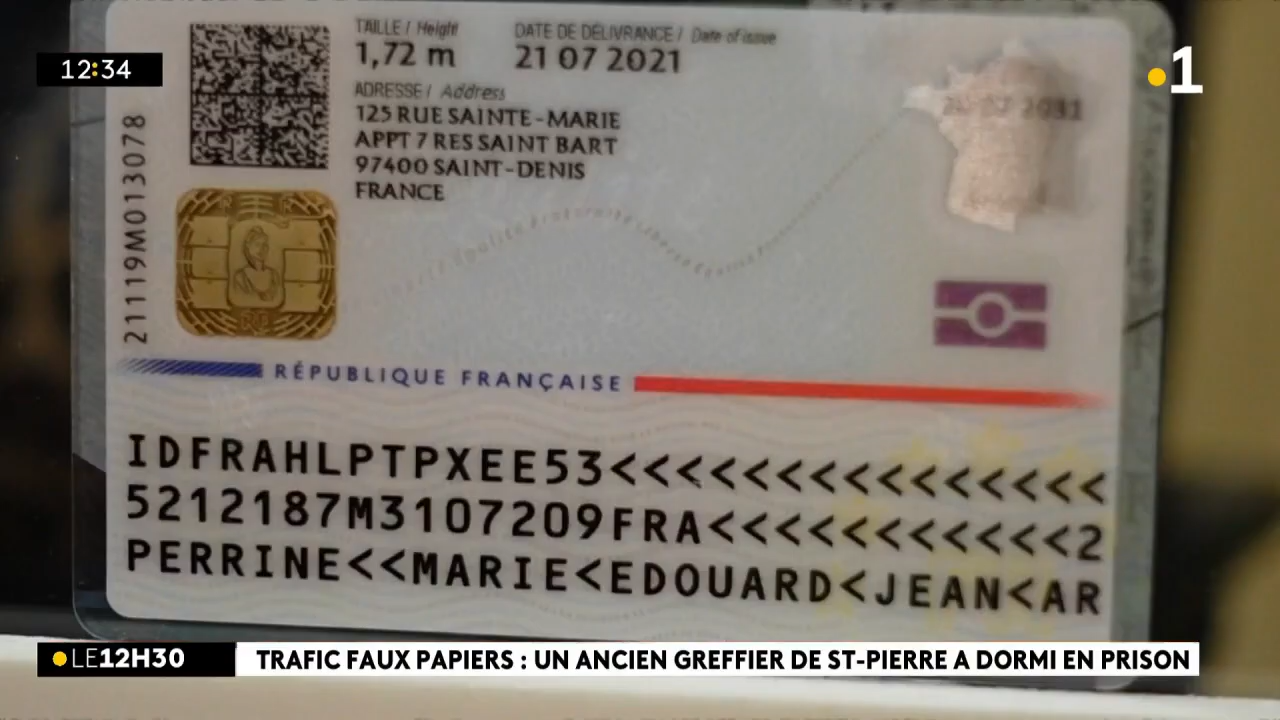 12:34
1
TAILLE / Height
1,72 m
DATE DE DÉLIVRANCE / Date of issue
21 07 2021
ADRESSE / Address
125 RUE SAINTE-MARIE
APPT 7 RES SAINT BART
97400 SAINT-DENIS
FRANCE
21119M013078
RÉPUBLIQUE FRANÇAISE
IDFRAHLPTPXEE53<<<<<<<<<<<<<<<
5212187M3107209FRA<<<<<<<<<<<2
PERRINE<<MARIE<EDOUARD<JEAN<AR
LE12H30
TRAFIC FAUX PAPIERS : UN ANCIEN GREFFIER DE ST-PIERRE A DORMI EN PRISON